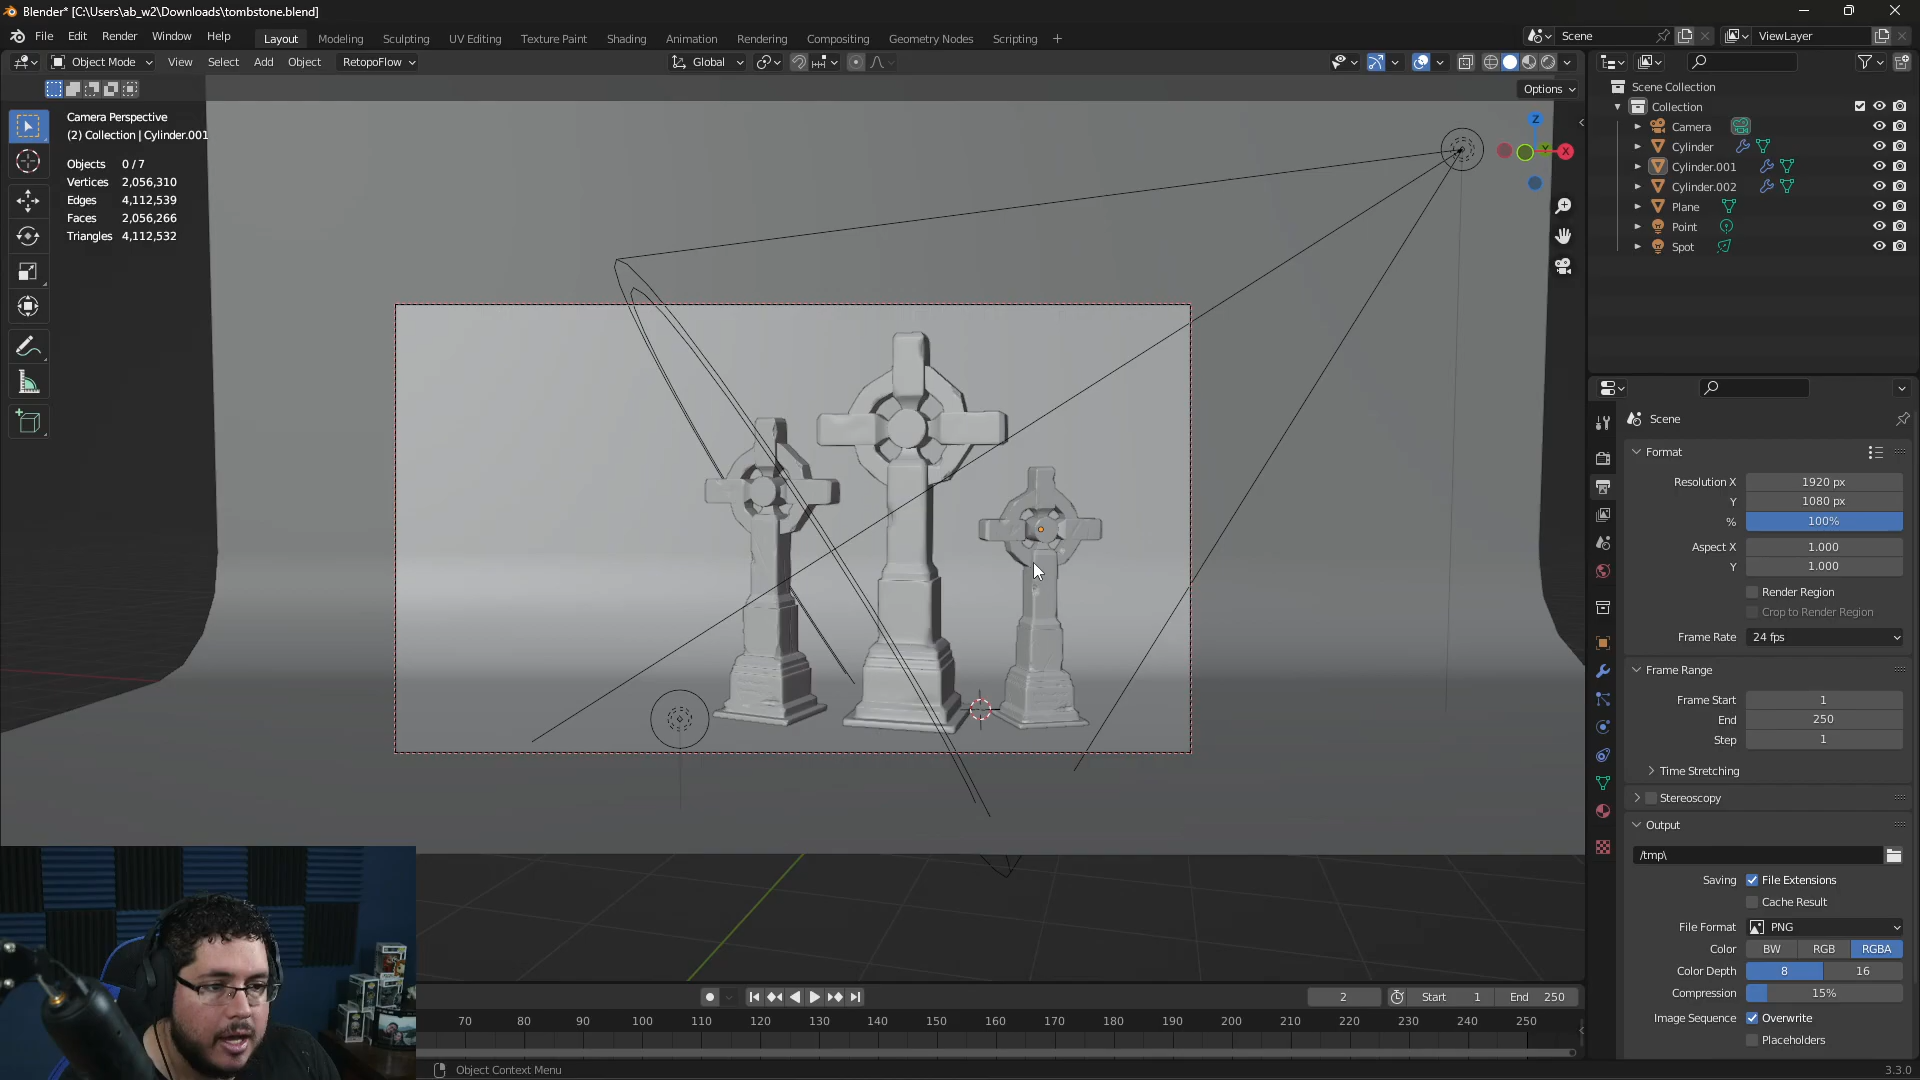 Blender* [C:\Users\ab_w2\Downloads\tombstone.blend]
File Edit Render Window Help
Layout Modeling Sculpting UV Editing Texture Paint Shading Animation Rendering Compositing Geometry Nodes Scripting +
Scene
ViewLayer
Object Mode View Select Add Object RetopoFlow
Global
Options
Camera Perspective
(2) Collection | Cylinder.001
Objects 0/7
Vertices 2,056,310
Edges 4,112,539
Faces 2,056,266
Triangles 4,112,532
Z
Y
X
Scene Collection
Collection
Camera
Cylinder
Cylinder.001
Cylinder.002
Plane
Point
Spot
Scene
Format
Resolution X 1920 px
Y 1080 px
% 100%
Aspect X 1.000
Y 1.000
Render Region
Crop to Render Region
Frame Rate 24 fps
Frame Range
Frame Start 1
End 250
Step 1
Time Stretching
Stereoscopy
Output
/tmp\
Saving File Extensions
Cache Result
File Format PNG
Color BW RGB RGBA
Color Depth 8 16
Compression 15%
Image Sequence Overwrite
Placeholders
2 Start 1 End 250
70 80 90 100 110 120 130 140 150 160 170 180 190 200 210 220 230 240 250
Object Context Menu
3.3.0